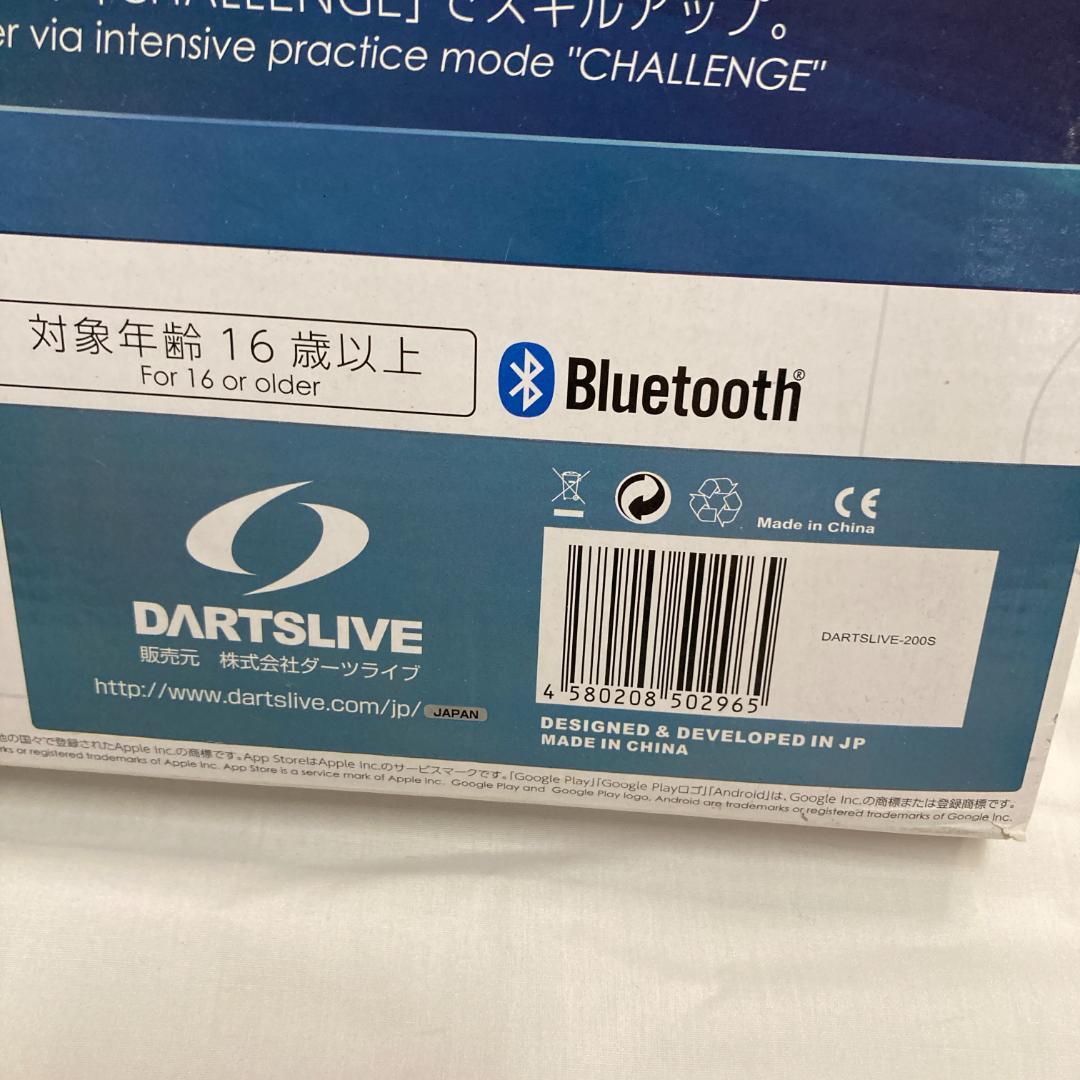 「CHALLENGE」でスキルアップ。
via intensive practice mode "CHALLENGE"
対象年齢 16 歳以上
For 16 or older
Bluetooth®
CE
Made in China
DARTSLIVE
販売元 株式会社ダーツライブ
http://www.dartslive.com/jp/ JAPAN
DARTSLIVE-200S
4 580208 502965
DESIGNED & DEVELOPED IN JP
MADE IN CHINA
の国々で登録されたApple Inc.の商標です。App StoreはApple Inc.のサービスマークです。「Google Play」「Google Playロゴ」「Android」は、Google Inc.の商標または登録商標です。
or registered trademarks of Apple Inc. App Store is a service mark of Apple Inc. Google Play and Google Play logo, Android are trademarks or registered trademarks of Google Inc.